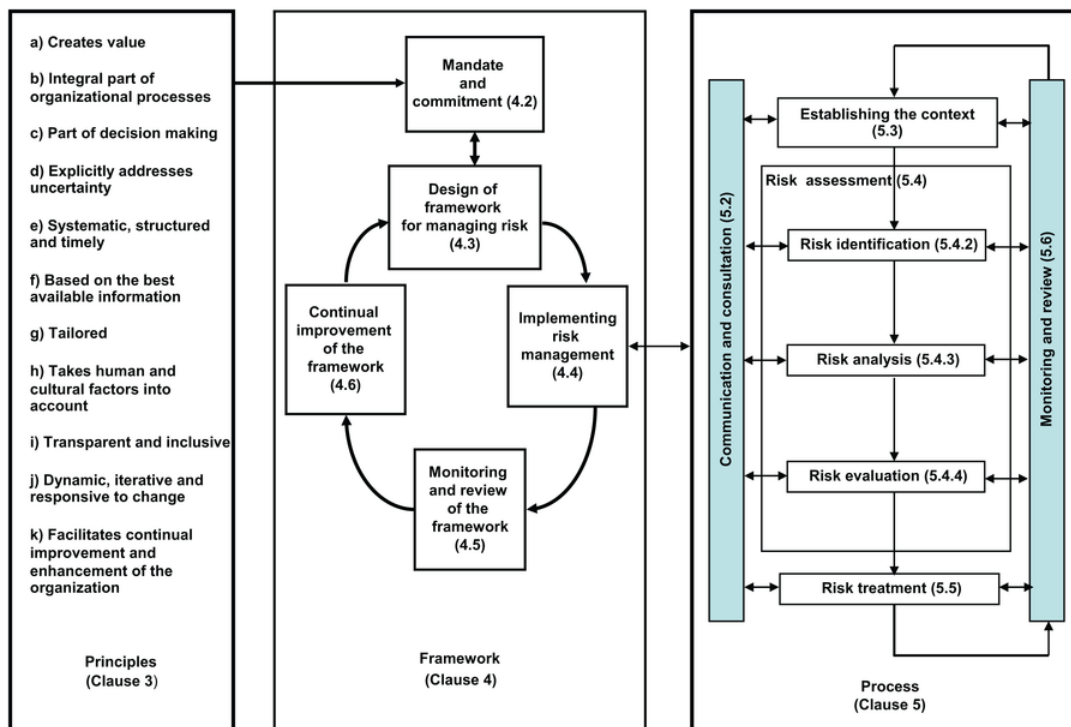 a) Creates value
b) Integral part of
organizational processes
c) Part of decision making
d) Explicitly addresses
uncertainty
e) Systematic, structured
and timely
f) Based on the best
available information
g) Tailored
h) Takes human and
cultural factors into
account
i) Transparent and inclusive
j) Dynamic, iterative and
responsive to change
k) Facilitates continual
improvement and
enhancement of the
organization
Principles
(Clause 3)
Mandate
and
commitment (4.2)
Design of
framework
for managing risk
(4.3)
Continual
improvement
of the
framework
(4.6)
Implementing
risk
management
(4.4)
Monitoring
and review
of the
framework
(4.5)
Framework
(Clause 4)
Communication and consultation (5.2)
Establishing the context
(5.3)
Risk assessment (5.4)
Risk identification (5.4.2)
Risk analysis (5.4.3)
Risk evaluation (5.4.4)
Risk treatment (5.5)
Monitoring and review (5.6)
Process
(Clause 5)